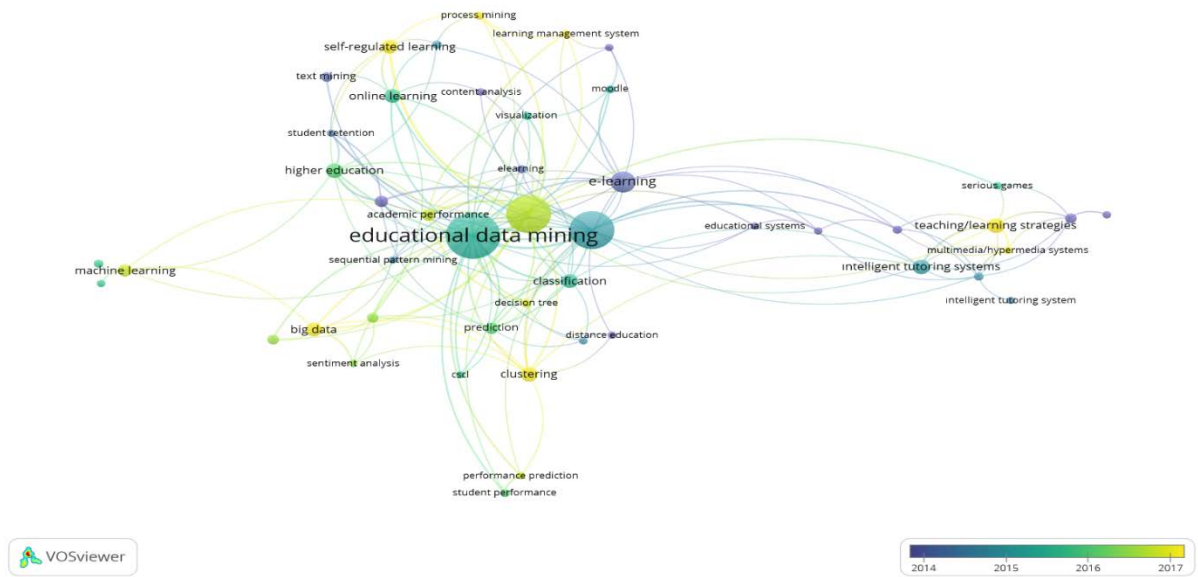 process mining
learning management system
self-regulated learning
text mining
content analysis
moodle
online learning
visualization
student retention
higher education
elearning
e-learning
serious games
academic performance
educational systems
teaching/learning strategies
educational data mining
multimedia/hypermedia systems
sequential pattern mining
intelligent tutoring systems
machine learning
classification
intelligent tutoring system
decision tree
big data
prediction
distance education
sentiment analysis
cscl
clustering
performance prediction
student performance
VOSviewer
2014 2015 2016 2017